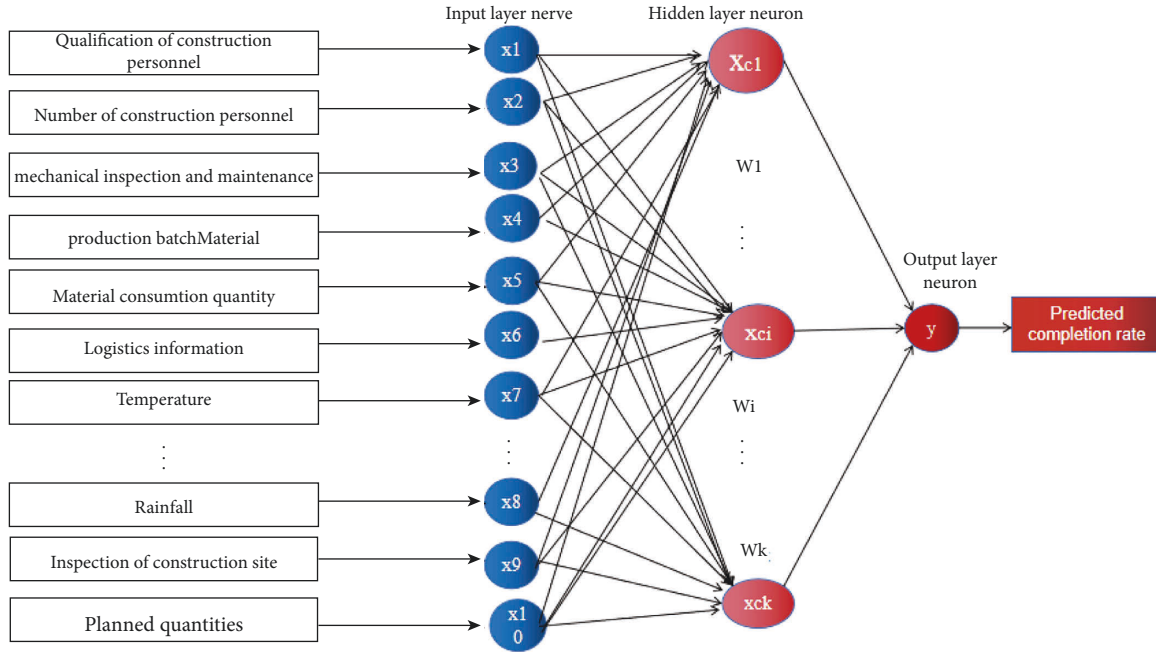 Input layer nerve
Hidden layer neuron
Qualification of construction
personnel
x1
Xc1
Number of construction personnel
x2
mechanical inspection and maintenance
x3
W1
production batchMaterial
x4
⋮
Output layer
neuron
Material consumtion quantity
x5
Logistics information
x6
xci
y
Predicted
completion rate
Temperature
x7
Wi
⋮
⋮
⋮
Rainfall
x8
Inspection of construction site
x9
Wk
xck
Planned quantities
x1
0